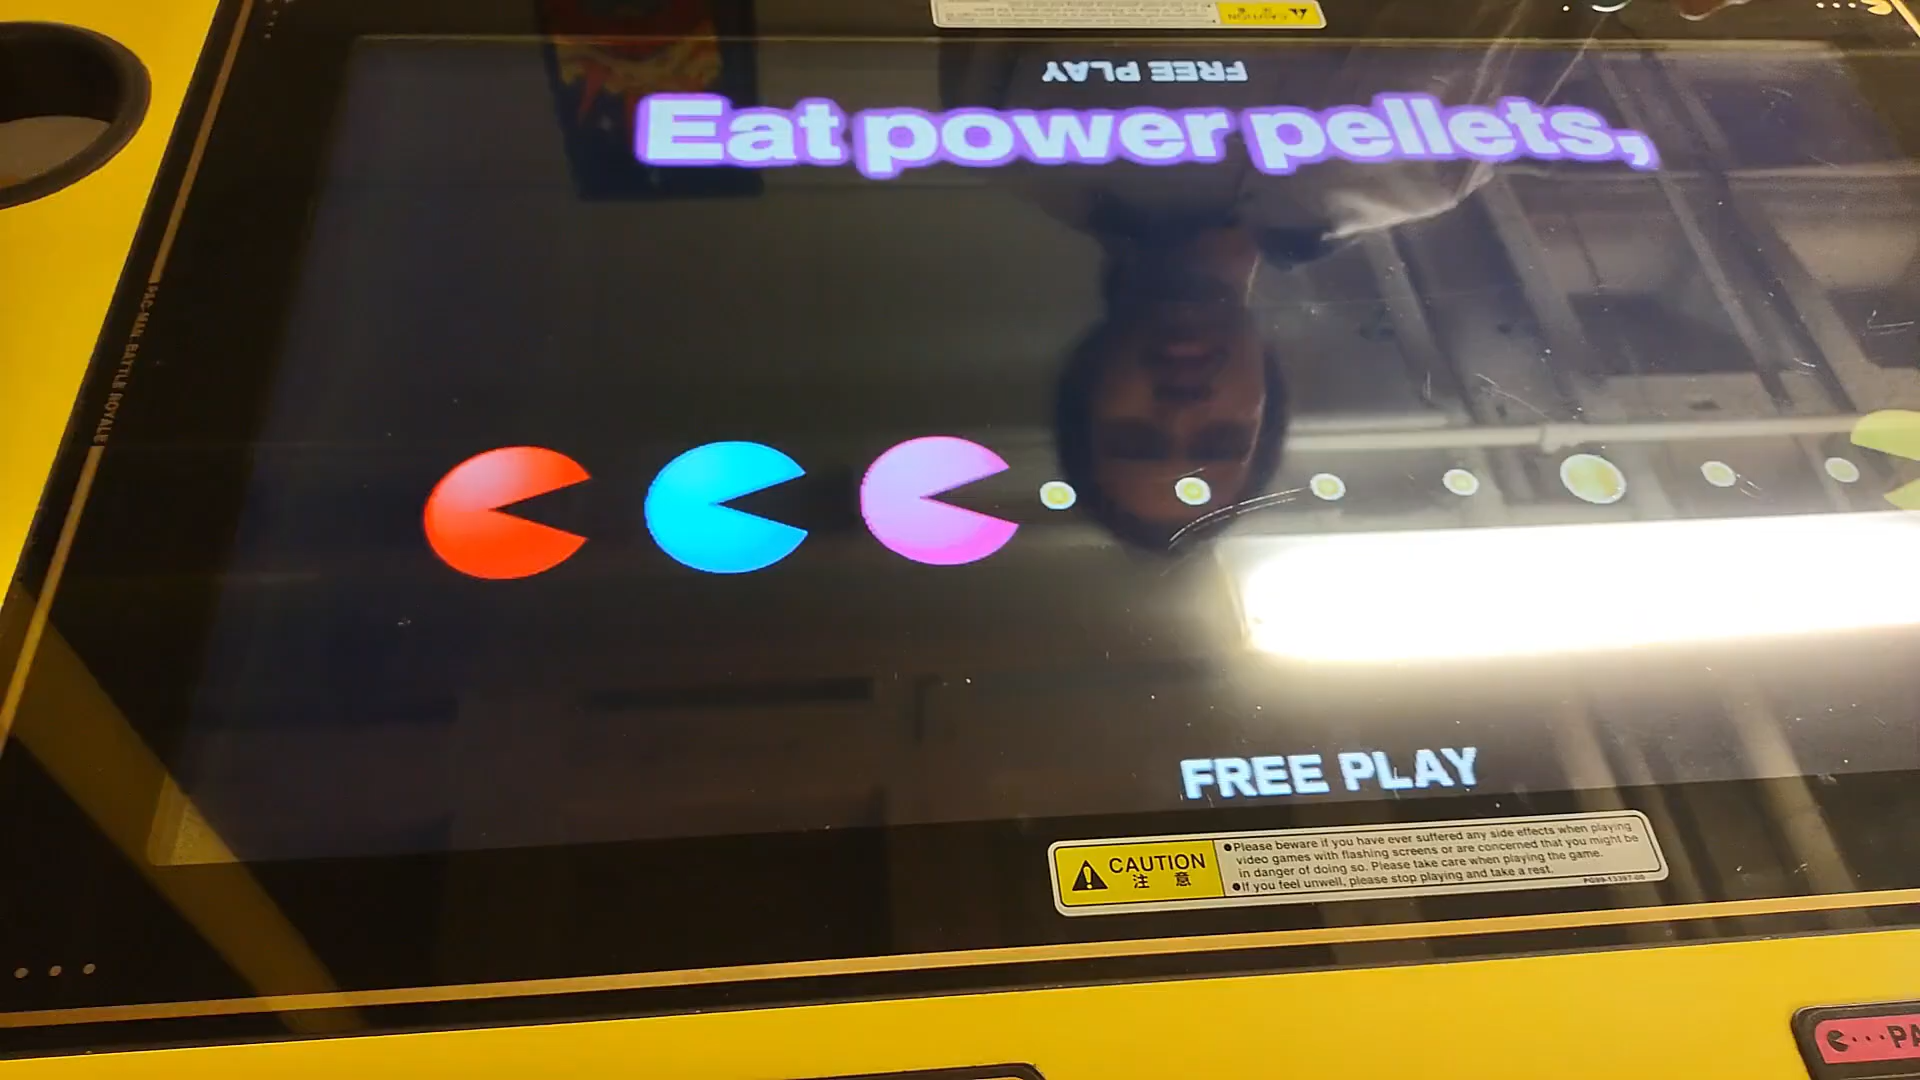 FREE PLAY
Eat power pellets,
PAC-MAN BATTLE ROYALE
FREE PLAY
CAUTION
注 意
●Please beware if you have ever suffered any side effects when playing
video games with flashing screens or are concerned that you might be
in danger of doing so. Please take care when playing the game.
●If you feel unwell, please stop playing and take a rest.